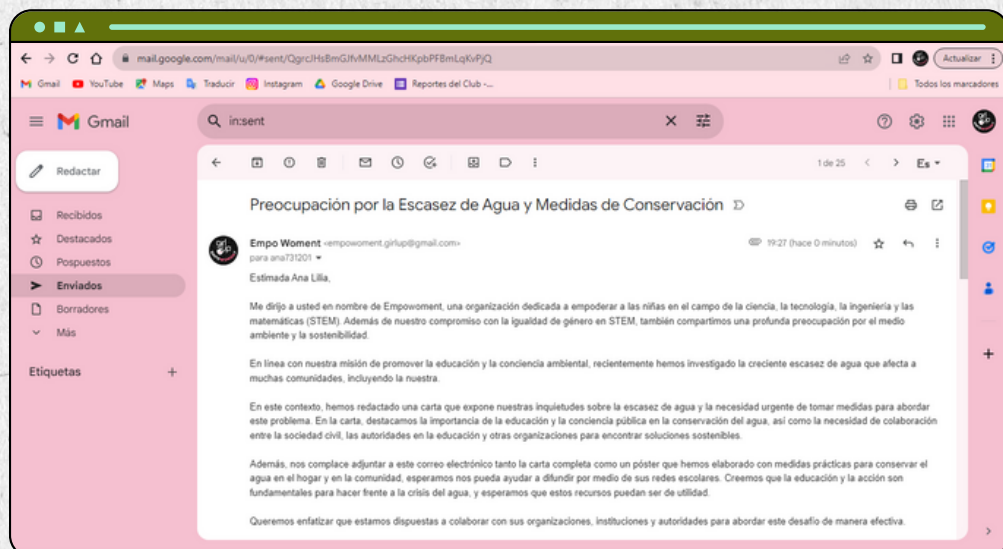 mail.google.com/mail/u/0/#sent/QgrcJHsBmGJfvMMLzGhcHKpbPFBmLqKvPjQ
Actualizar
Gmail YouTube Maps Traducir Instagram Google Drive Reportes del Club -... Todos los marcadores
Gmail
in:sent
Redactar
1 de 25
Es
Recibidos
Destacados
Pospuestos
Enviados
Borradores
Más
Etiquetas
Preocupación por la Escasez de Agua y Medidas de Conservación
Empo Woment <empowoment.girlup@gmail.com>
19:27 (hace 0 minutos)
para ana731201
Estimada Ana Lilia,
Me dirijo a usted en nombre de Empowoment, una organización dedicada a empoderar a las niñas en el campo de la ciencia, la tecnología, la ingeniería y las
matemáticas (STEM). Además de nuestro compromiso con la igualdad de género en STEM, también compartimos una profunda preocupación por el medio
ambiente y la sostenibilidad.
En línea con nuestra misión de promover la educación y la conciencia ambiental, recientemente hemos investigado la creciente escasez de agua que afecta a
muchas comunidades, incluyendo la nuestra.
En este contexto, hemos redactado una carta que expone nuestras inquietudes sobre la escasez de agua y la necesidad urgente de tomar medidas para abordar
este problema. En la carta, destacamos la importancia de la educación y la conciencia pública en la conservación del agua, así como la necesidad de colaboración
entre la sociedad civil, las autoridades en la educación y otras organizaciones para encontrar soluciones sostenibles.
Además, nos complace adjuntar a este correo electrónico tanto la carta completa como un póster que hemos elaborado con medidas prácticas para conservar el
agua en el hogar y en la comunidad, esperamos nos pueda ayudar a difundir por medio de sus redes escolares. Creemos que la educación y la acción son
fundamentales para hacer frente a la crisis del agua, y esperamos que estos recursos puedan ser de utilidad.
Queremos enfatizar que estamos dispuestas a colaborar con sus organizaciones, instituciones y autoridades para abordar este desafío de manera efectiva.